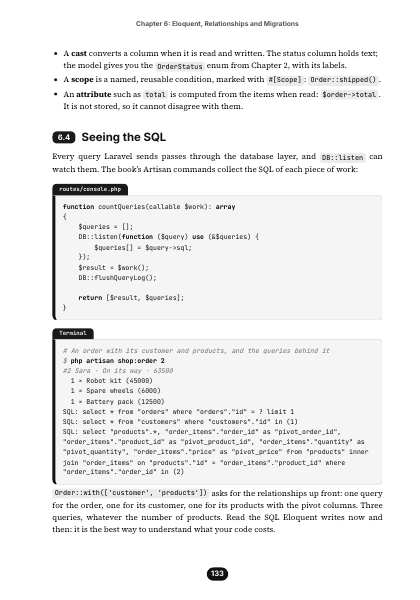 Chapter 6: Eloquent, Relationships and Migrations
• A cast converts a column when it is read and written. The status column holds text;
the model gives you the OrderStatus enum from Chapter 2, with its labels.
• A scope is a named, reusable condition, marked with #[Scope]: Order::shipped().
• An attribute such as total is computed from the items when read: $order->total.
It is not stored, so it cannot disagree with them.
6.4 Seeing the SQL
Every query Laravel sends passes through the database layer, and DB::listen can
watch them. The book's Artisan commands collect the SQL of each piece of work:
routes/console.php
function countQueries(callable $work): array
{
    $queries = [];
    DB::listen(function ($query) use (&$queries) {
        $queries[] = $query->sql;
    });
    $result = $work();
    DB::flushQueryLog();

    return [$result, $queries];
}
Terminal
# An order with its customer and products, and the queries behind it
$ php artisan shop:order 2
#2 Sara · On its way · 63500
  1 × Robot kit (45000)
  1 × Spare wheels (6000)
  1 × Battery pack (12500)
SQL: select * from "orders" where "orders"."id" = ? limit 1
SQL: select * from "customers" where "customers"."id" in (1)
SQL: select "products".*, "order_items"."order_id" as "pivot_order_id",
"order_items"."product_id" as "pivot_product_id", "order_items"."quantity" as
"pivot_quantity", "order_items"."price" as "pivot_price" from "products" inner
join "order_items" on "products"."id" = "order_items"."product_id" where
"order_items"."order_id" in (2)
Order::with(['customer', 'products']) asks for the relationships up front: one query
for the order, one for its customer, one for its products with the pivot columns. Three
queries, whatever the number of products. Read the SQL Eloquent writes now and
then: it is the best way to understand what your code costs.
133